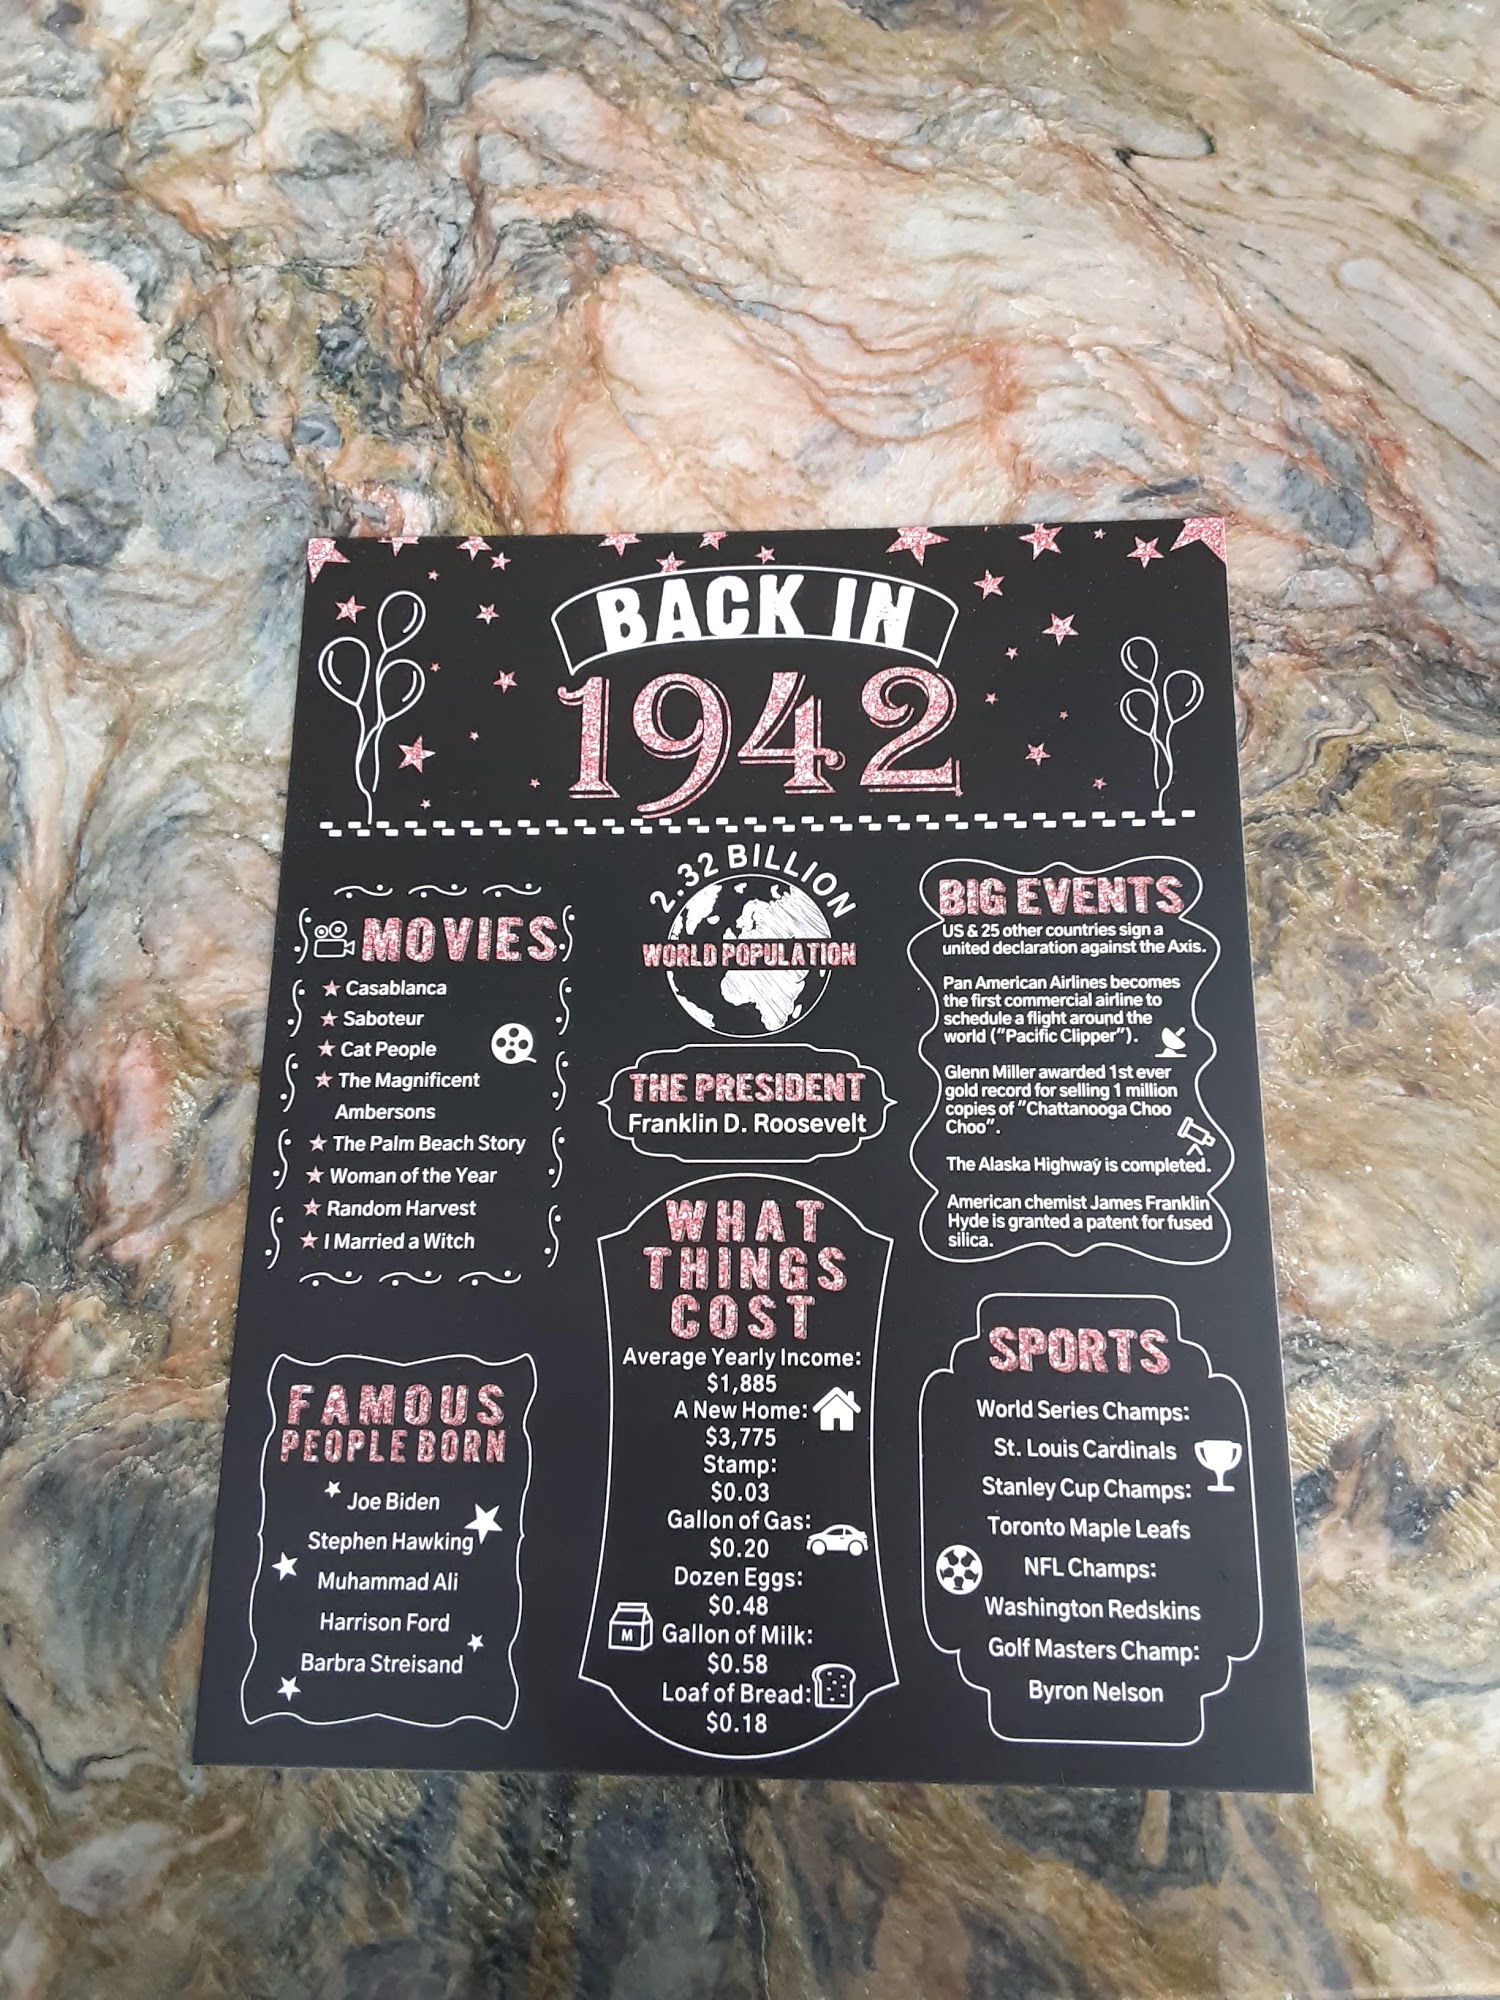 BACK IN
1942
MOVIES
Casablanca
Saboteur
Cat People
The Magnificent
Ambersons
The Palm Beach Story
Woman of the Year
Random Harvest
I Married a Witch
FAMOUS
PEOPLE BORN
Joe Biden
Stephen Hawking
Muhammad Ali
Harrison Ford
Barbra Streisand
2.32 BILLION
WORLD POPULATION
THE PRESIDENT
Franklin D. Roosevelt
WHAT
THINGS
COST
Average Yearly Income:
$1,885
A New Home:
$3,775
Stamp:
$0.03
Gallon of Gas:
$0.20
Dozen Eggs:
$0.48
M
Gallon of Milk:
$0.58
Loaf of Bread:
$0.18
BIG EVENTS
US & 25 other countries sign a
united declaration against the Axis.
Pan American Airlines becomes
the first commercial airline to
schedule a flight around the
world ("Pacific Clipper").
Glenn Miller awarded 1st ever
gold record for selling 1 million
copies of "Chattanooga Choo
Choo".
The Alaska Highway is completed.
American chemist James Franklin
Hyde is granted a patent for fused
silica.
SPORTS
World Series Champs:
St. Louis Cardinals
Stanley Cup Champs:
Toronto Maple Leafs
NFL Champs:
Washington Redskins
Golf Masters Champ:
Byron Nelson